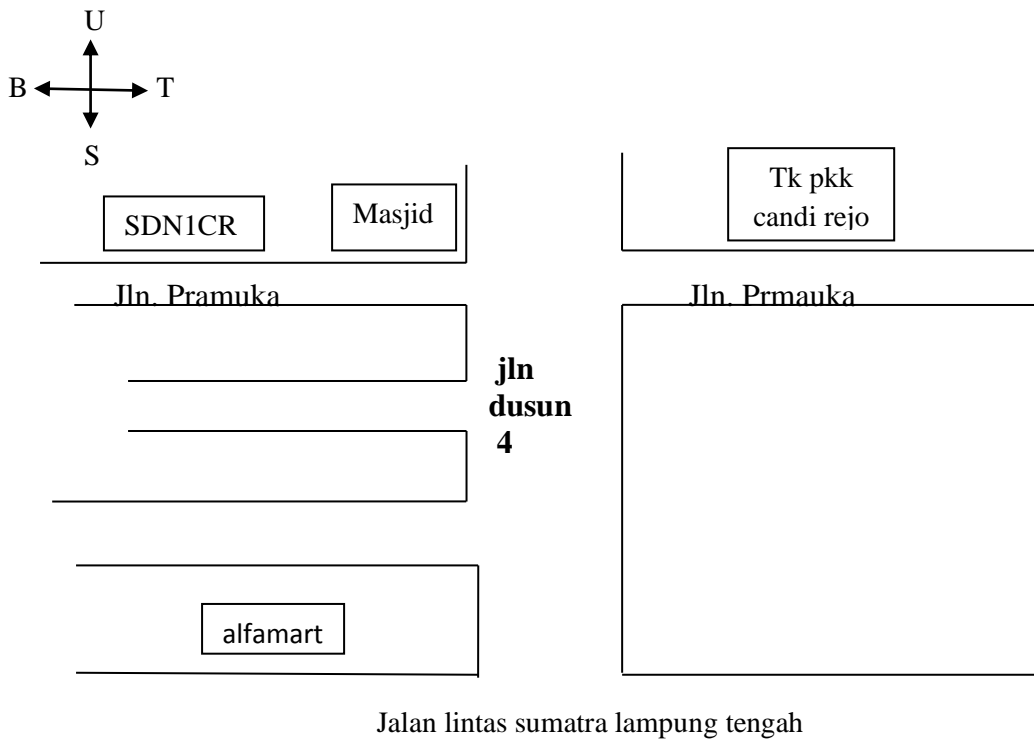 U
B T
S
SDN1CR
Masjid
Tk pkk
candi rejo
Jln. Pramuka
Jln. Prmauka
jln
dusun
4
alfamart
Jalan lintas sumatra lampung tengah